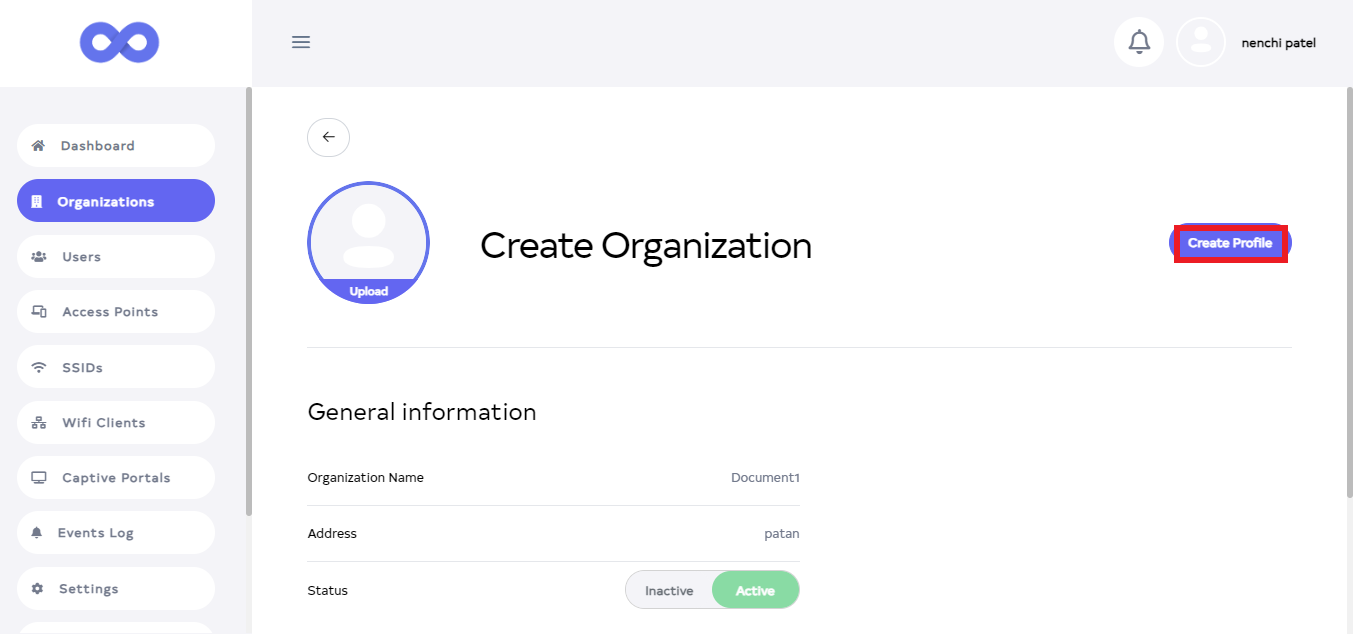 nenchi patel
Dashboard
Organizations
Users
Access Points
SSIDs
Wifi Clients
Captive Portals
Events Log
Settings
Upload
Create Organization
Create Profile
General information
Organization Name Document1
Address patan
Status Inactive Active